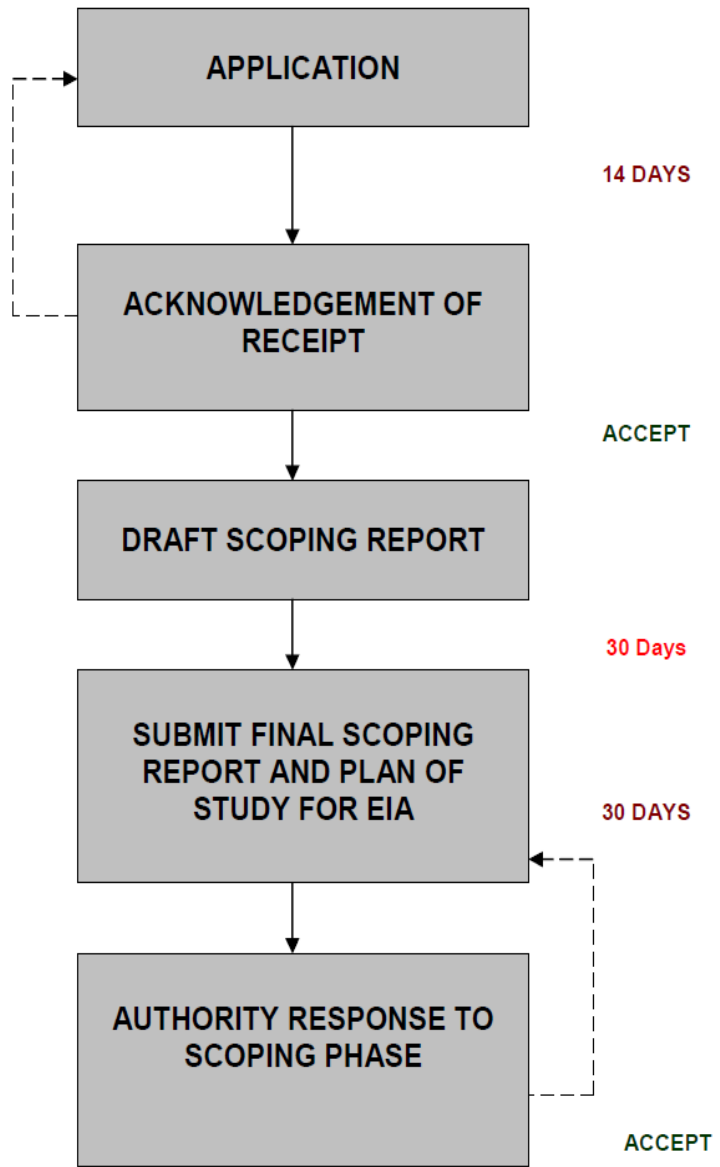 APPLICATION
14 DAYS
ACKNOWLEDGEMENT OF
RECEIPT
ACCEPT
DRAFT SCOPING REPORT
30 Days
SUBMIT FINAL SCOPING
REPORT AND PLAN OF
STUDY FOR EIA
30 DAYS
AUTHORITY RESPONSE TO
SCOPING PHASE
ACCEPT